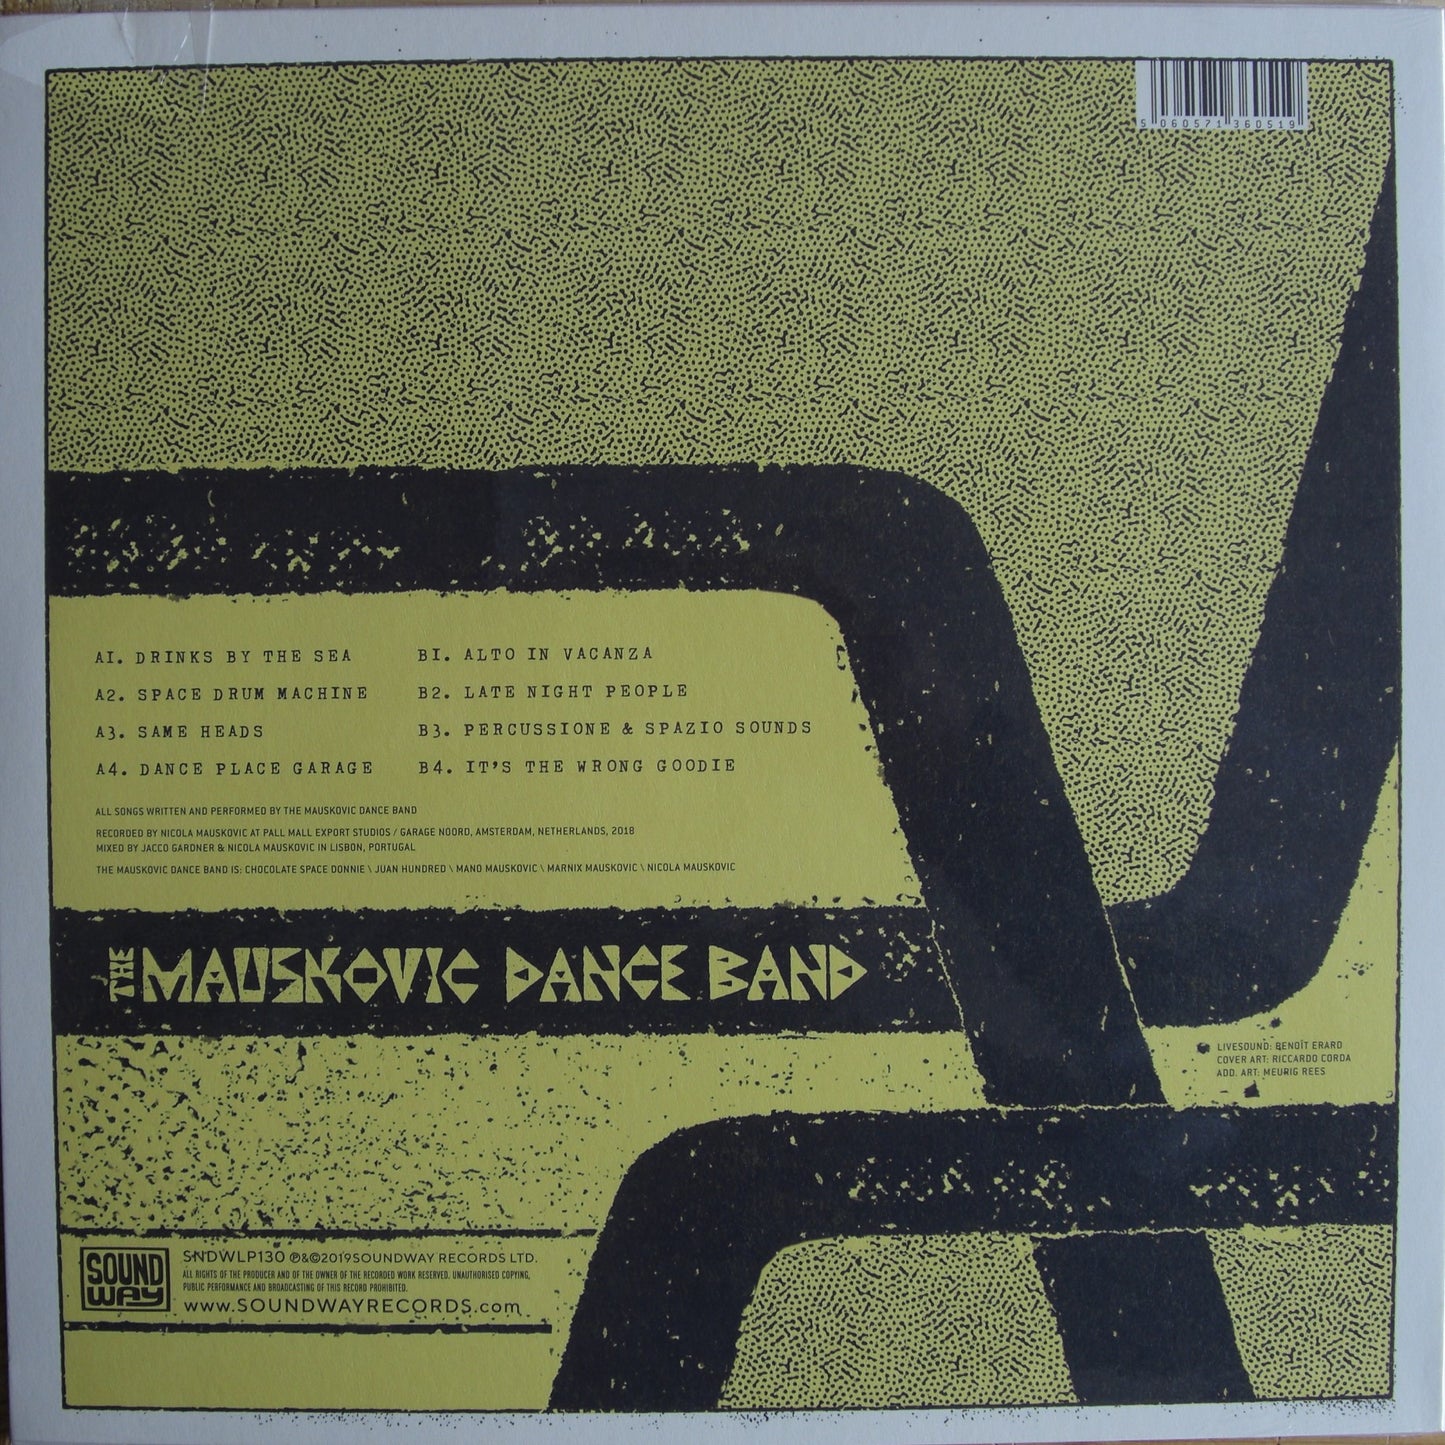 5 060571 360519
A1. DRINKS BY THE SEA
A2. SPACE DRUM MACHINE
A3. SAME HEADS
A4. DANCE PLACE GARAGE
B1. ALTO IN VACANZA
B2. LATE NIGHT PEOPLE
B3. PERCUSSIONE & SPAZIO SOUNDS
B4. IT'S THE WRONG GOODIE
ALL SONGS WRITTEN AND PERFORMED BY THE MAUSKOVIC DANCE BAND
RECORDED BY NICOLA MAUSKOVIC AT PALL MALL EXPORT STUDIOS / GARAGE NOORD, AMSTERDAM, NETHERLANDS, 2018
MIXED BY JACCO GARDNER & NICOLA MAUSKOVIC IN LISBON, PORTUGAL
THE MAUSKOVIC DANCE BAND IS: CHOCOLATE SPACE DONNIE \ JUAN HUNDRED \ MANO MAUSKOVIC \ MARNIX MAUSKOVIC \ NICOLA MAUSKOVIC
THE MAUSKOVIC DANCE BAND
LIVESOUND: BENOÎT ERARD
COVER ART: RICCARDO CORDA
ADD. ART: MEURIG REES
SOUND
WAY
SNDWLP130 ℗&©2019SOUNDWAY RECORDS LTD.
ALL RIGHTS OF THE PRODUCER AND OF THE OWNER OF THE RECORDED WORK RESERVED. UNAUTHORISED COPYING,
PUBLIC PERFORMANCE AND BROADCASTING OF THIS RECORD PROHIBITED.
www.SOUNDWAYRECORDS.com